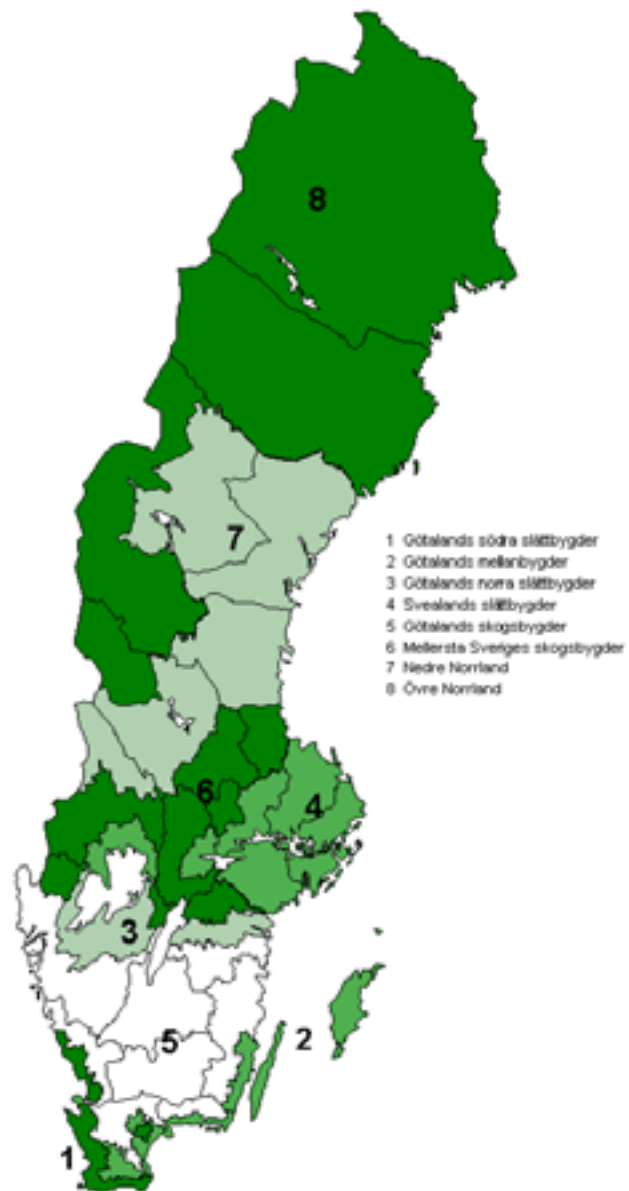 8
1
7
1 Götalands södra slättbygder
2 Götalands mellanbygder
3 Götalands norra slättbygder
4 Svealands slättbygder
5 Götalands skogsbygder
6 Mellersta Sveriges skogsbygder
7 Nedre Norrland
8 Övre Norrland
6
4
3
5
2
1